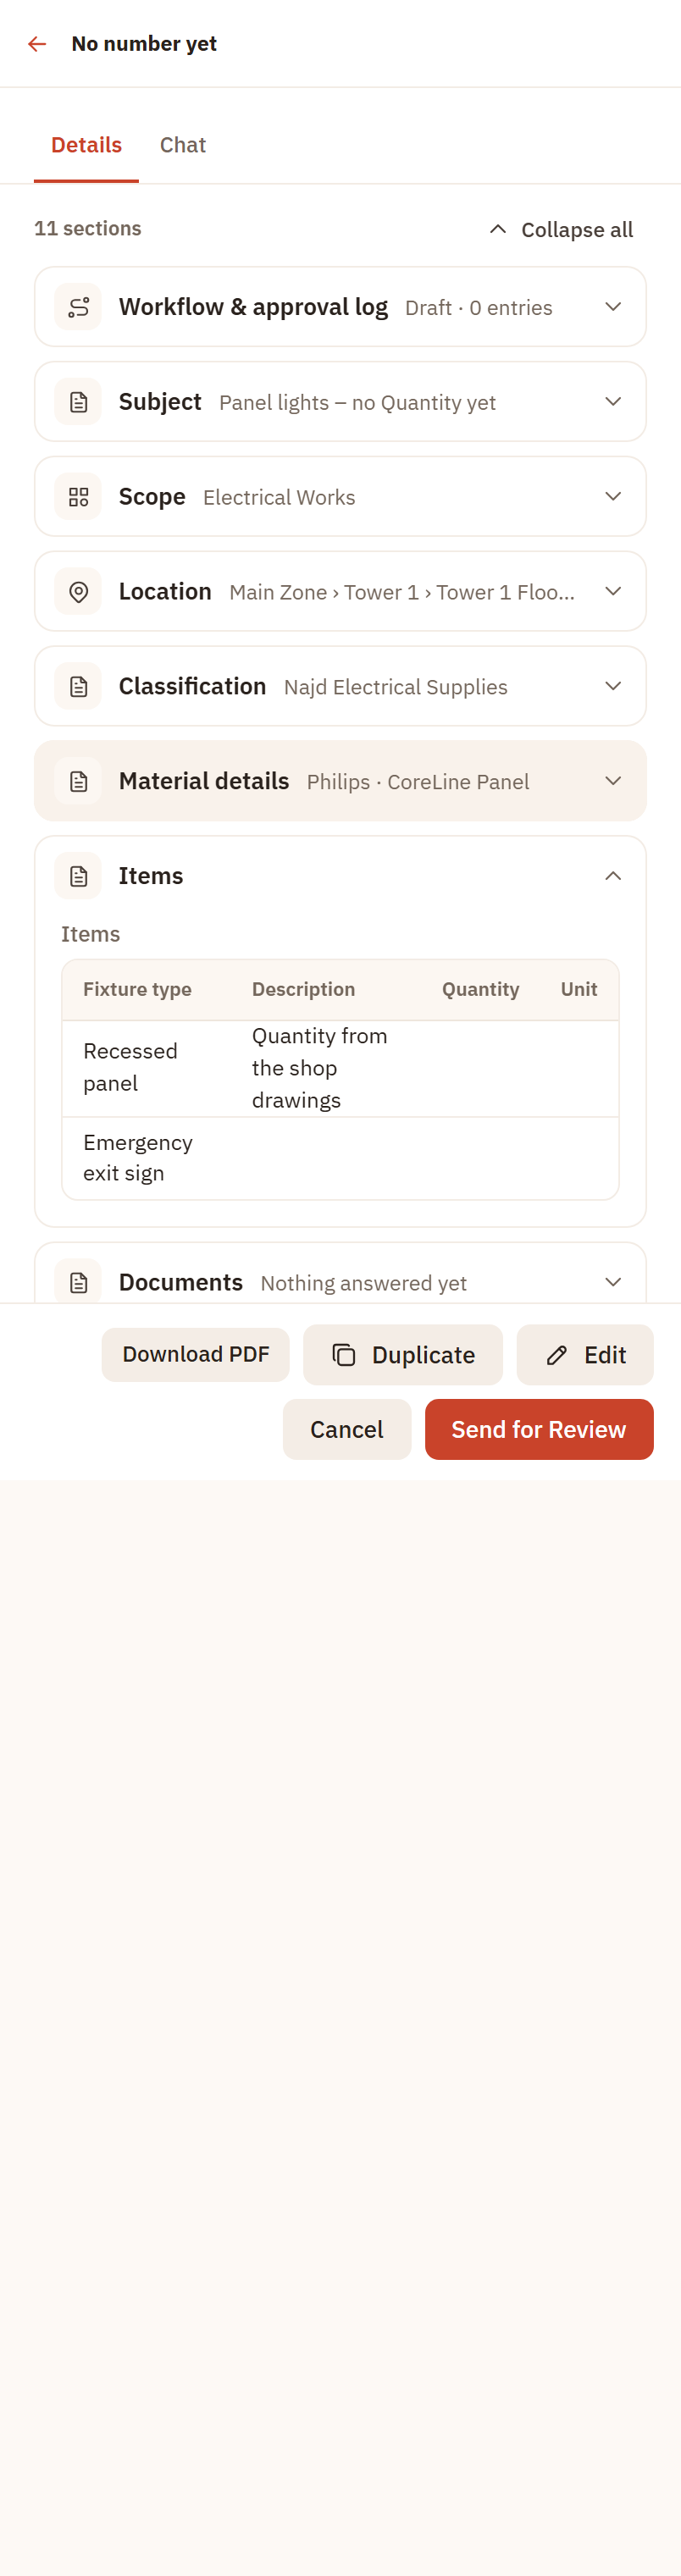 No number yet
Details Chat
11 sections Collapse all
Workflow & approval log Draft · 0 entries
Subject Panel lights – no Quantity yet
Scope Electrical Works
Location Main Zone › Tower 1 › Tower 1 Floo...
Classification Najd Electrical Supplies
Material details Philips · CoreLine Panel
Items
Items
Fixture type Description Quantity Unit
Recessed panel Quantity from the shop drawings
Emergency exit sign
Documents Nothing answered yet
Download PDF Duplicate Edit
Cancel Send for Review